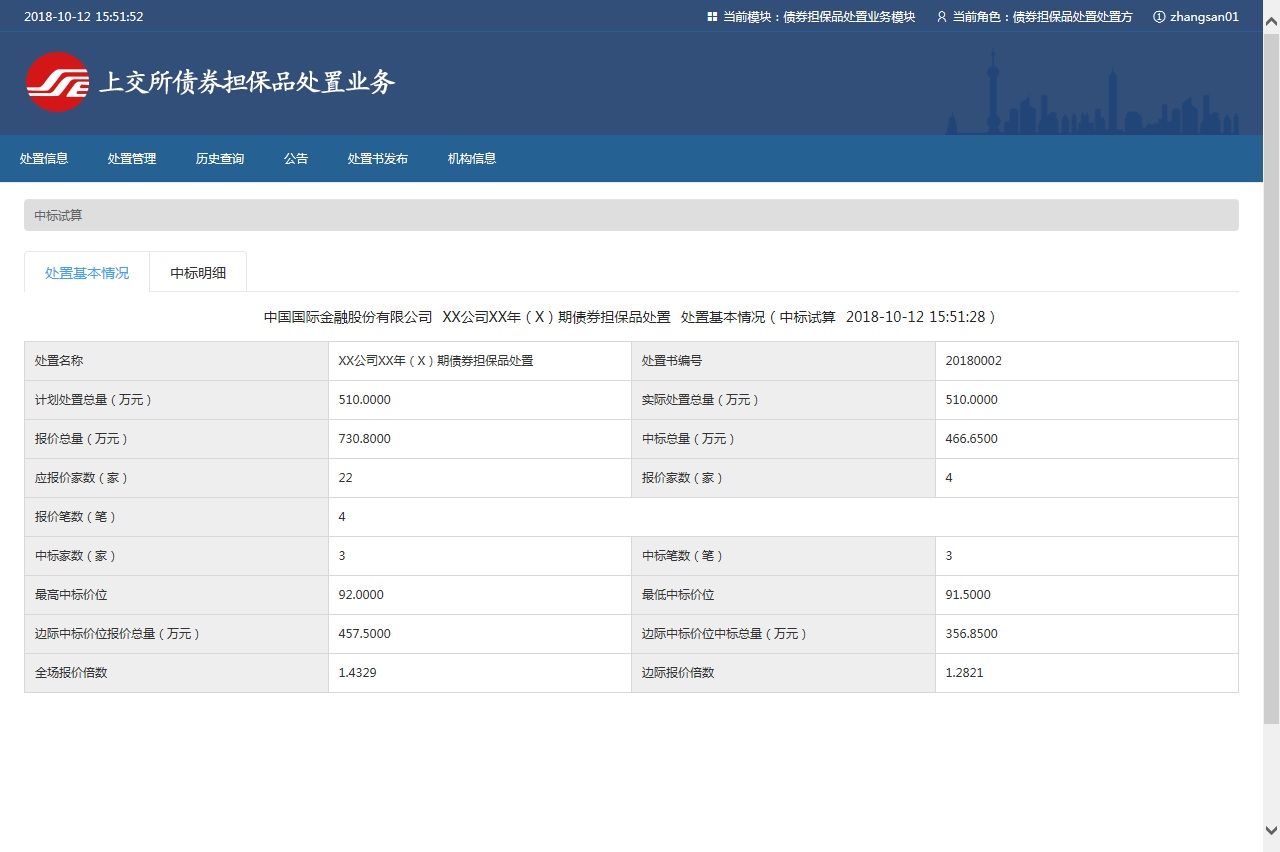 2018-10-12 15:51:52 当前模块：债券担保品处置业务模块 当前角色：债券担保品处置处置方 zhangsan01
上交所债券担保品处置业务
处置信息 处置管理 历史查询 公告 处置书发布 机构信息
中标试算
处置基本情况 中标明细
中国国际金融股份有限公司 XX公司XX年（X）期债券担保品处置 处置基本情况（中标试算 2018-10-12 15:51:28）
处置名称 XX公司XX年（X）期债券担保品处置 处置书编号 20180002
计划处置总量（万元） 510.0000 实际处置总量（万元） 510.0000
报价总量（万元） 730.8000 中标总量（万元） 466.6500
应报价家数（家） 22 报价家数（家） 4
报价笔数（笔） 4
中标家数（家） 3 中标笔数（笔） 3
最高中标价位 92.0000 最低中标价位 91.5000
边际中标价位报价总量（万元） 457.5000 边际中标价位中标总量（万元） 356.8500
全场报价倍数 1.4329 边际报价倍数 1.2821